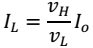 I_L = \frac{v_H}{v_L} I_o